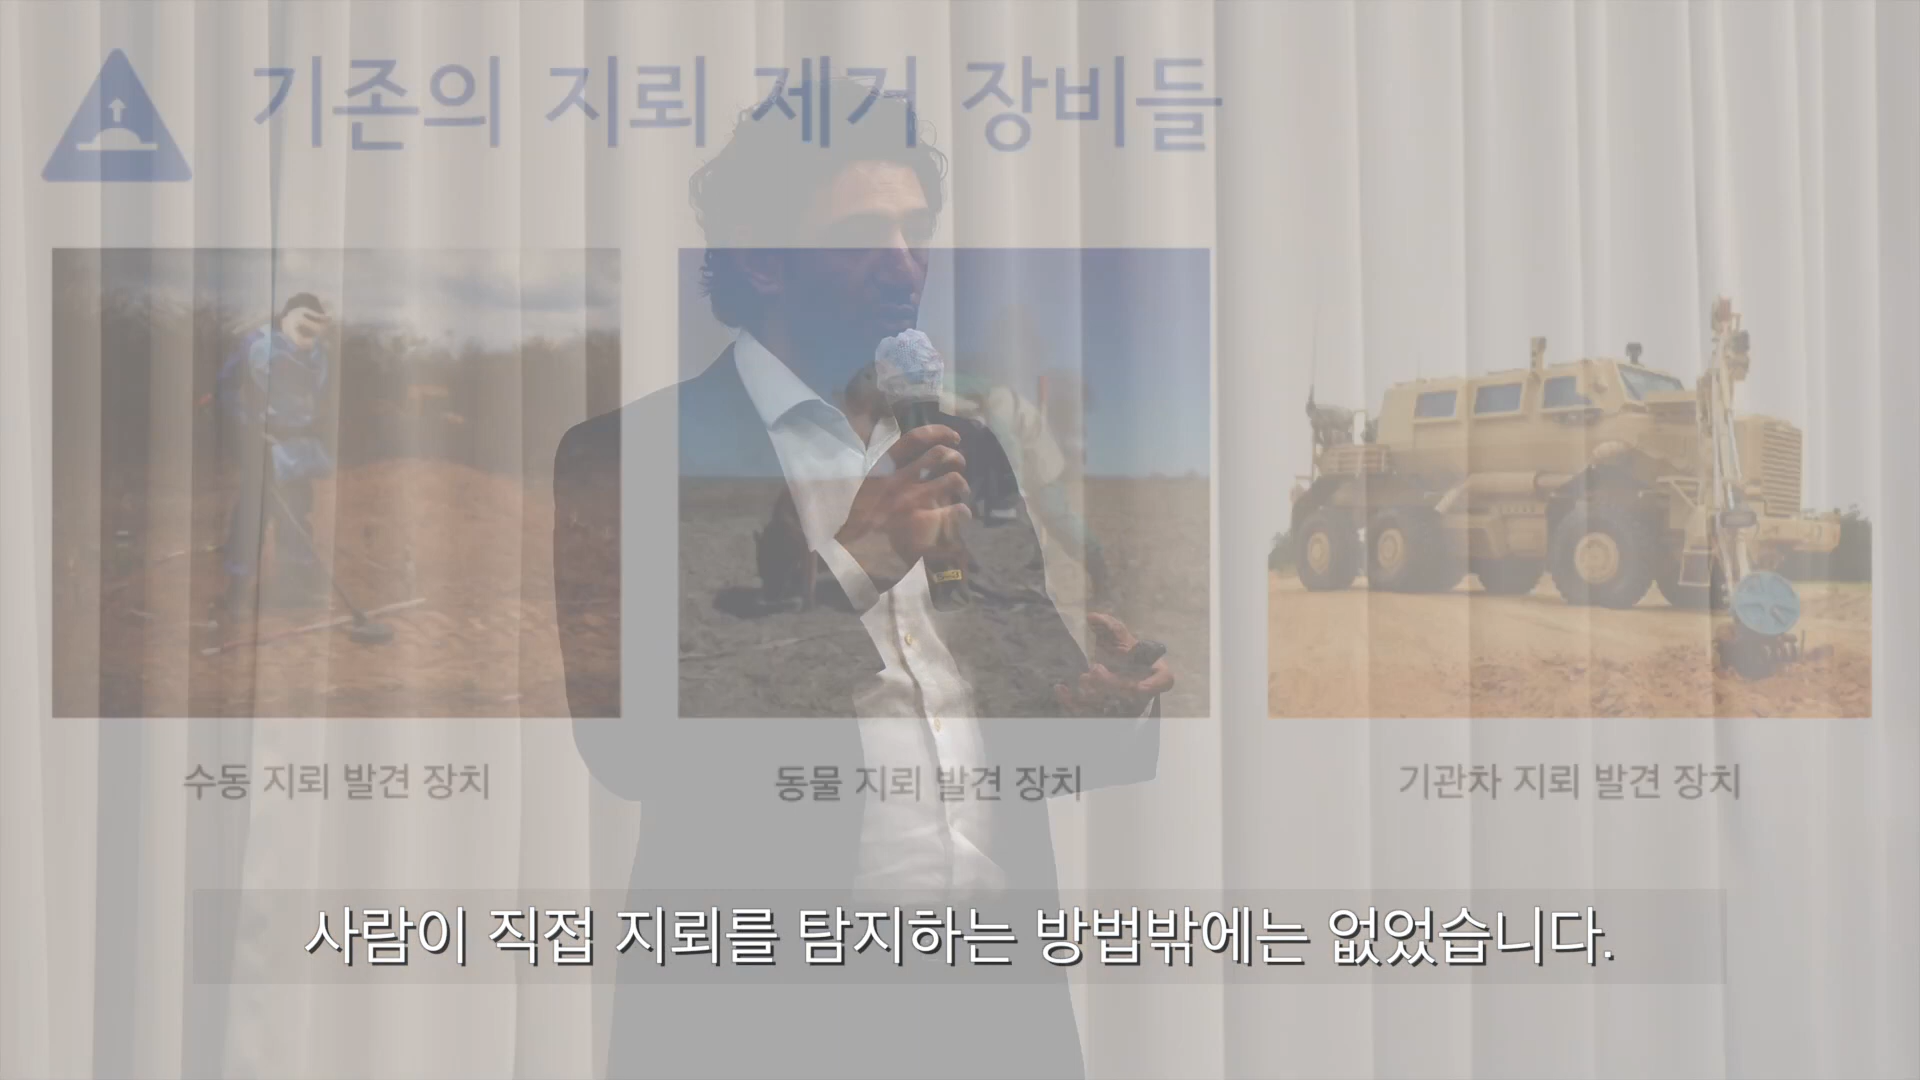 기존의 지뢰 제거 장비들
수동 지뢰 발견 장치
동물 지뢰 발견 장치
기관차 지뢰 발견 장치
사람이 직접 지뢰를 탐지하는 방법밖에는 없었습니다.